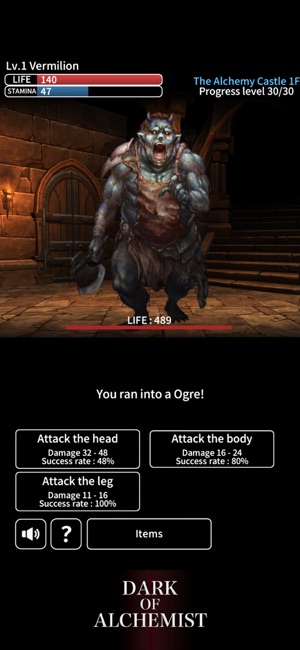 Lv.1 Vermilion
LIFE 140
STAMINA 47
The Alchemy Castle 1F
Progress level 30/30
LIFE : 489
You ran into a Ogre!
Attack the head
Damage 32 - 48
Success rate : 48%
Attack the body
Damage 16 - 24
Success rate : 80%
Attack the leg
Damage 11 - 16
Success rate : 100%
?
Items
DARK
OF
ALCHEMIST